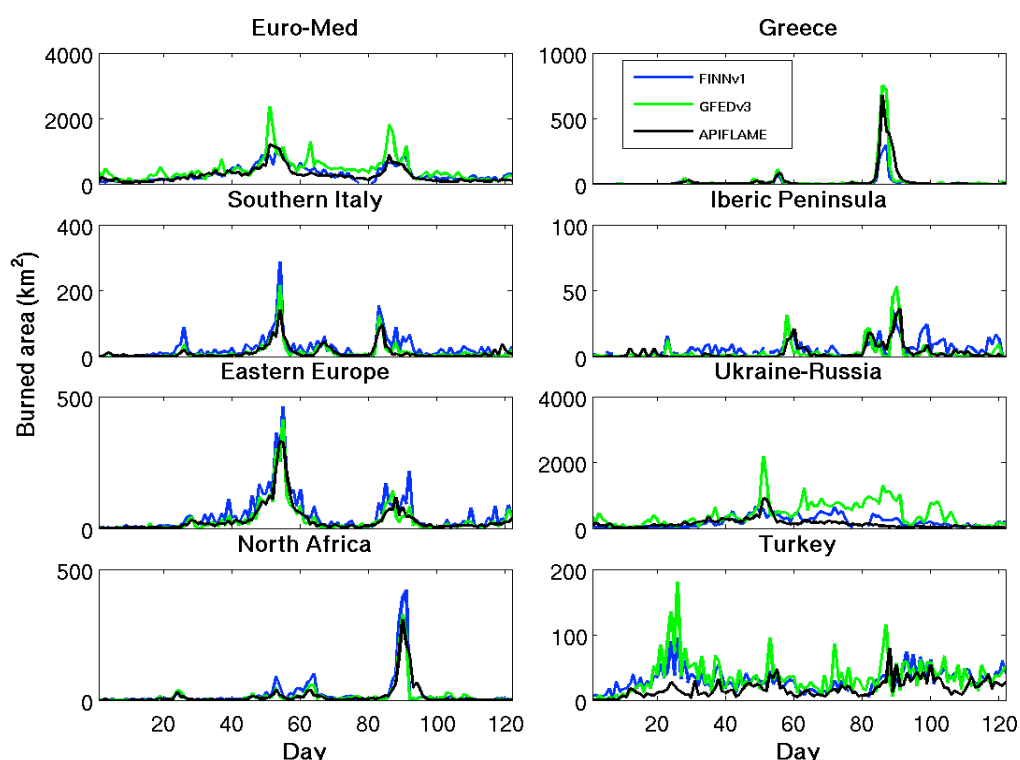 Euro-Med
4000
2000
0
Greece
1000
500
0
FINNv1
GFEDv3
APIFLAME
Southern Italy
400
200
0
Iberic Peninsula
100
50
0
Burned area (km²)
Eastern Europe
500
0
Ukraine-Russia
4000
2000
0
North Africa
500
0
20 40 60 80 100 120
Day
Turkey
200
100
0
20 40 60 80 100 120
Day